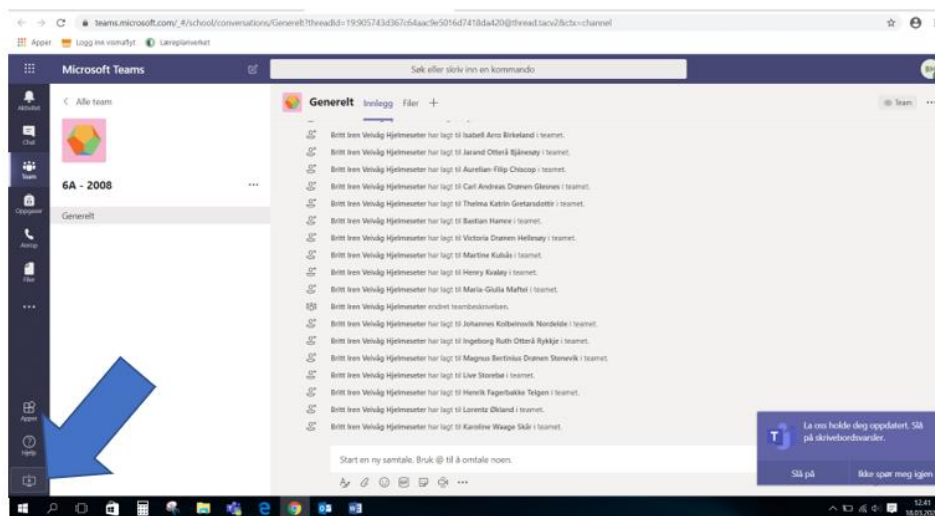 teams.microsoft.com/_#/school/conversations/Generelt?threadId=19:905743d367c64aac9e5016d7418da420@thread.tacv2&ctx=channel
Apper Logg inn vismaflyt Læreplanverket
Microsoft Teams
Søk eller skriv inn en kommando
Aktivitet
Chat
Team
Oppgaver
Anrop
Filer
Apper
Hjelp
Alle team
6A - 2008
Generelt
Generelt Innlegg Filer
Team
Britt Iren Veivåg Hjelmeseter har lagt til Isabell Arro Birkeland i teamet.
Britt Iren Veivåg Hjelmeseter har lagt til Jarand Otterå Bjånesøy i teamet.
Britt Iren Veivåg Hjelmeseter har lagt til Aurelian-Filip Chiscop i teamet.
Britt Iren Veivåg Hjelmeseter har lagt til Carl Andreas Drønen Glesnes i teamet.
Britt Iren Veivåg Hjelmeseter har lagt til Thelma Katrin Gretarsdottir i teamet.
Britt Iren Veivåg Hjelmeseter har lagt til Bastian Hamre i teamet.
Britt Iren Veivåg Hjelmeseter har lagt til Victoria Drønen Hellesøy i teamet.
Britt Iren Veivåg Hjelmeseter har lagt til Martine Kulsås i teamet.
Britt Iren Veivåg Hjelmeseter har lagt til Henry Kvaløy i teamet.
Britt Iren Veivåg Hjelmeseter har lagt til Maria-Giulia Maftei i teamet.
Britt Iren Veivåg Hjelmeseter endret teambeskrivelsen.
Britt Iren Veivåg Hjelmeseter har lagt til Johannes Kolbeinsvik Nordeide i teamet.
Britt Iren Veivåg Hjelmeseter har lagt til Ingeborg Ruth Otterå Rykkje i teamet.
Britt Iren Veivåg Hjelmeseter har lagt til Magnus Bertinius Drønen Stenevik i teamet.
Britt Iren Veivåg Hjelmeseter har lagt til Live Storebø i teamet.
Britt Iren Veivåg Hjelmeseter har lagt til Henrik Fagerbakke Teigen i teamet.
Britt Iren Veivåg Hjelmeseter har lagt til Lorentz Økland i teamet.
Britt Iren Veivåg Hjelmeseter har lagt til Karoline Waage Skår i teamet.
Start en ny samtale. Bruk @ til å omtale noen.
La oss holde deg oppdatert. Slå
på skrivebordsvarsler.
Slå på Ikke spør meg igjen
12.41